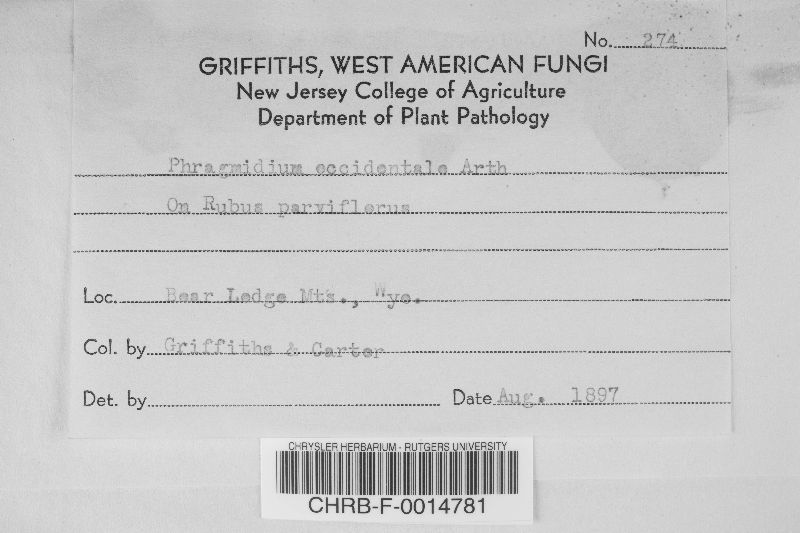 No. 274
GRIFFITHS, WEST AMERICAN FUNGI
New Jersey College of Agriculture
Department of Plant Pathology
Phragmidium occidentale Arth
On Rubus parviflorus
Loc. Bear Lodge Mts., Wyo.
Col. by Griffiths & Carter
Det. by
Date Aug. 1897
CHRYSLER HERBARIUM - RUTGERS UNIVERSITY
CHRB-F-0014781